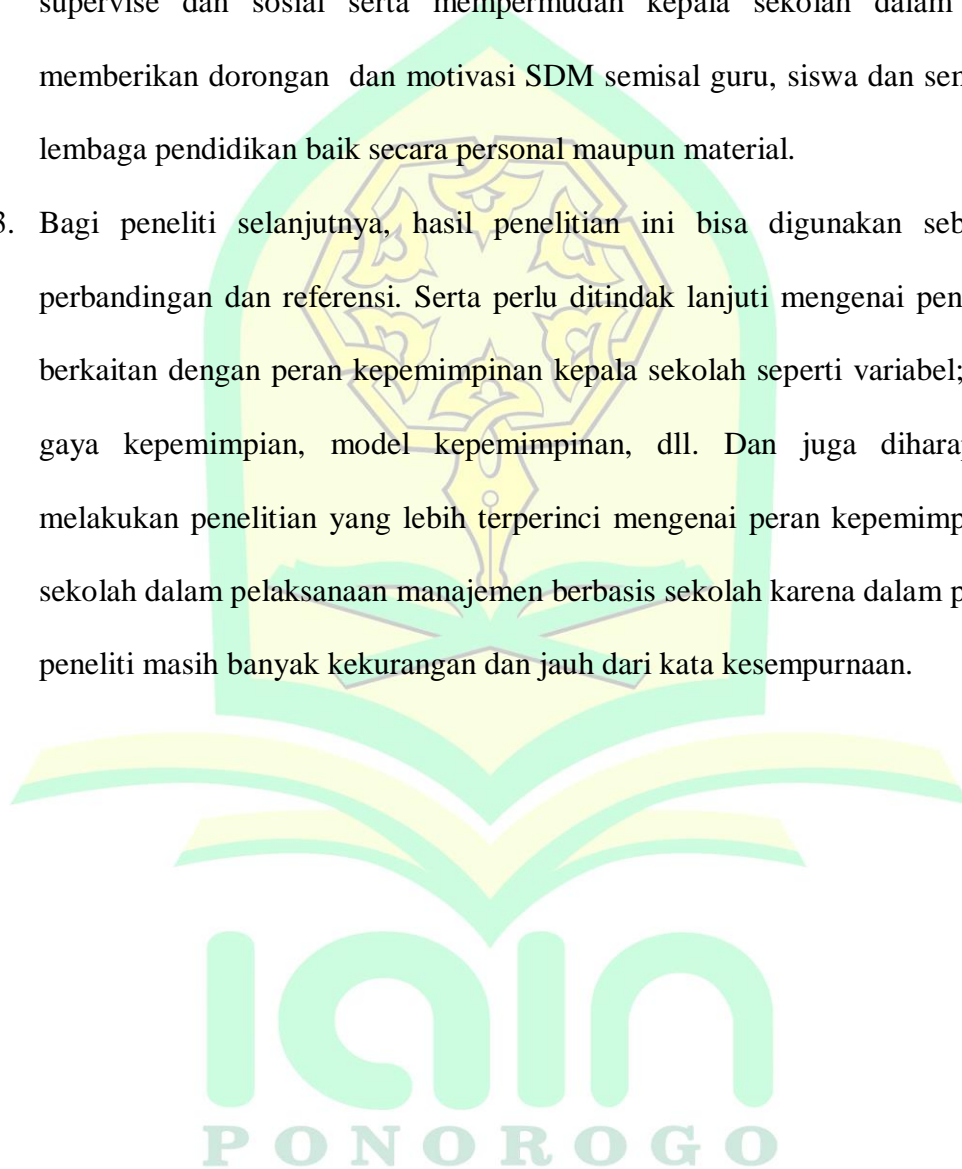 supervise dan sosial serta mempermudah kepala sekolah dalam
memberikan dorongan dan motivasi SDM semisal guru, siswa dan
lembaga pendidikan baik secara personal maupun material.
3. Bagi peneliti selanjutnya, hasil penelitian ini bisa digunakan
perbandingan dan referensi. Serta perlu ditindak lanjuti mengenai
berkaitan dengan peran kepemimpinan kepala sekolah seperti variabel;
gaya kepemimpian, model kepemimpinan, dll. Dan juga
melakukan penelitian yang lebih terperinci mengenai peran
sekolah dalam pelaksanaan manajemen berbasis sekolah karena dalam
peneliti masih banyak kekurangan dan jauh dari kata kesempurnaan.
iain
PONOROGO